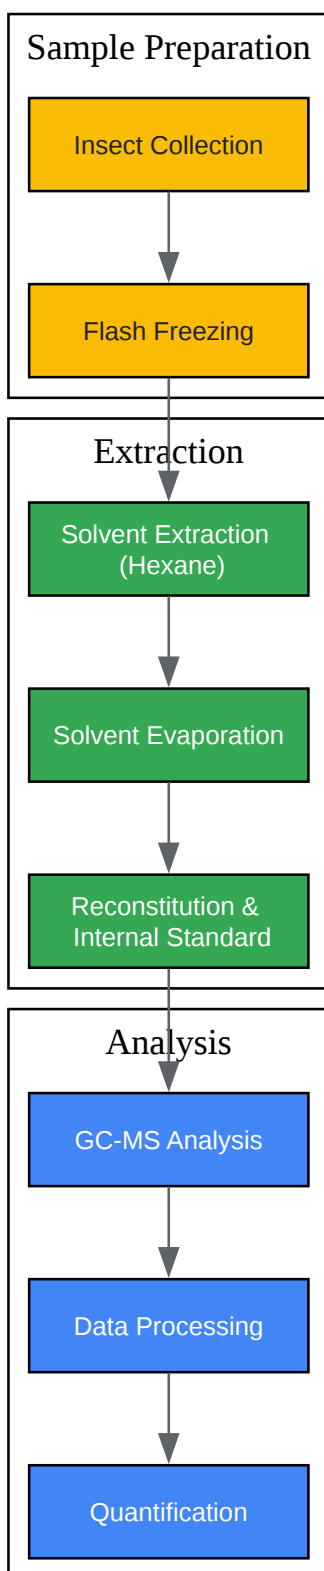 Sample Preparation
Insect Collection
Flash Freezing
Extraction
Solvent Extraction
(Hexane)
Solvent Evaporation
Reconstitution &
Internal Standard
Analysis
GC-MS Analysis
Data Processing
Quantification